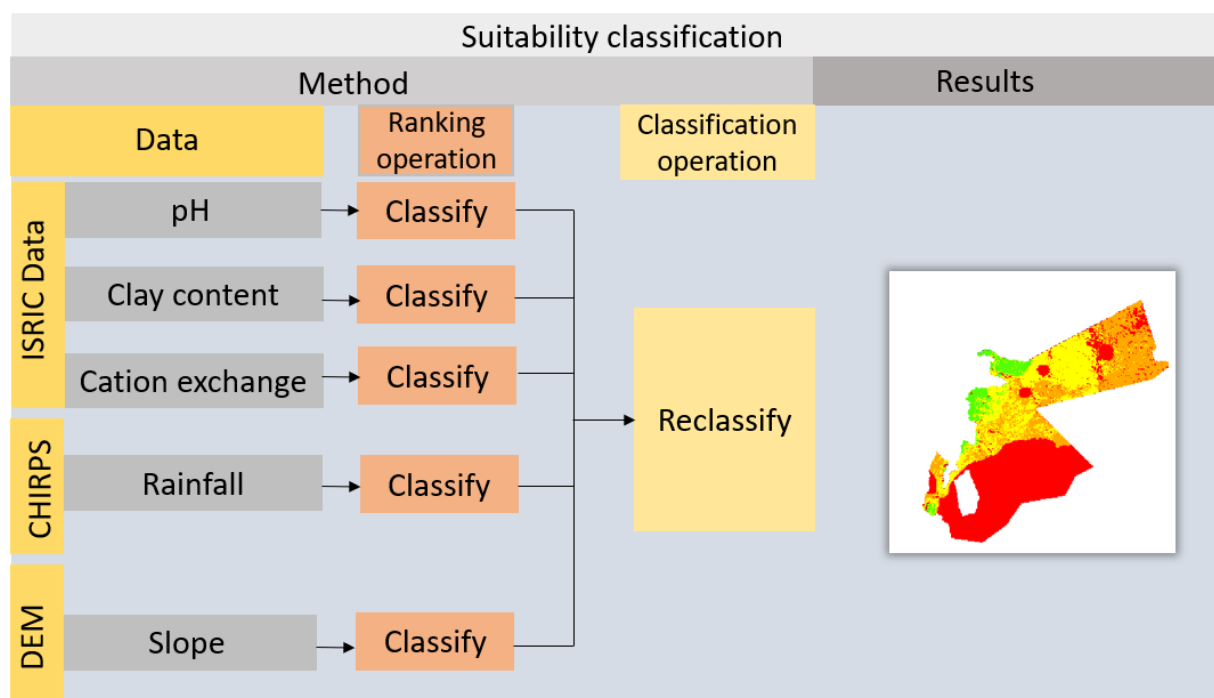 Suitability classification
Method
Results
Data
Ranking
operation
Classification
operation
ISRIC Data
pH
Classify
Clay content
Classify
Cation exchange
Classify
Reclassify
CHIRPS
Rainfall
Classify
DEM
Slope
Classify